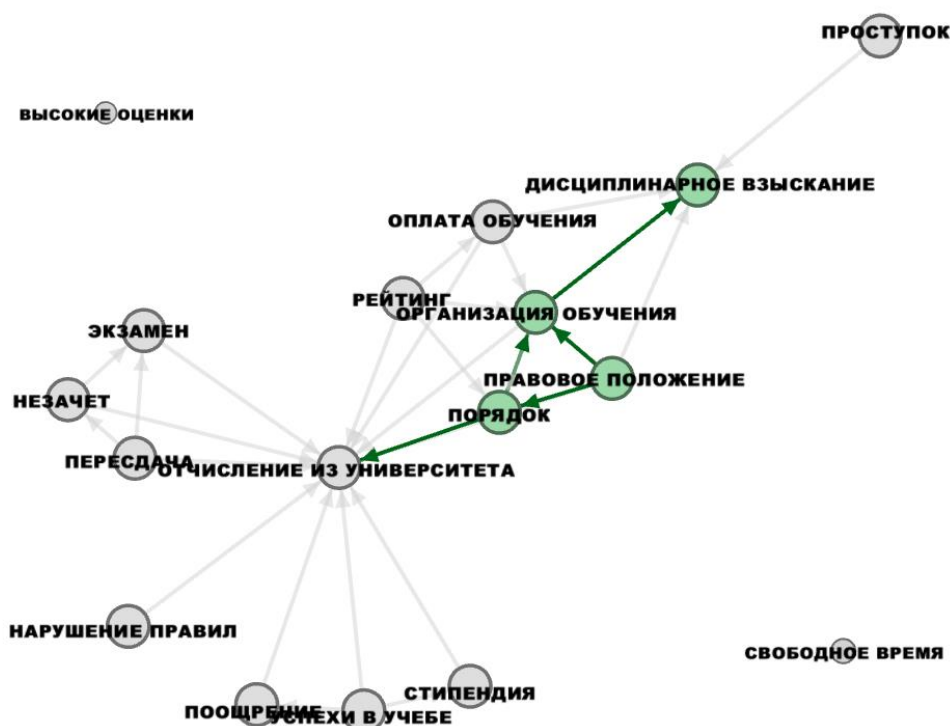 ПРОСТУПОК
ВЫСОКИЕ ОЦЕНКИ
ДИСЦИПЛИНАРНОЕ ВЗЫСКАНИЕ
ОПЛАТА ОБУЧЕНИЯ
РЕЙТИНГ
ОРГАНИЗАЦИЯ ОБУЧЕНИЯ
ЭКЗАМЕН
ПРАВОВОЕ ПОЛОЖЕНИЕ
НЕЗАЧЕТ
ПОРЯДОК
ПЕРЕСДАЧА
ОТЧИСЛЕНИЕ ИЗ УНИВЕРСИТЕТА
НАРУШЕНИЕ ПРАВИЛ
СВОБОДНОЕ ВРЕМЯ
СТИПЕНДИЯ
ПООЩРЕНИЕ
УСПЕХИ В УЧЕБЕ